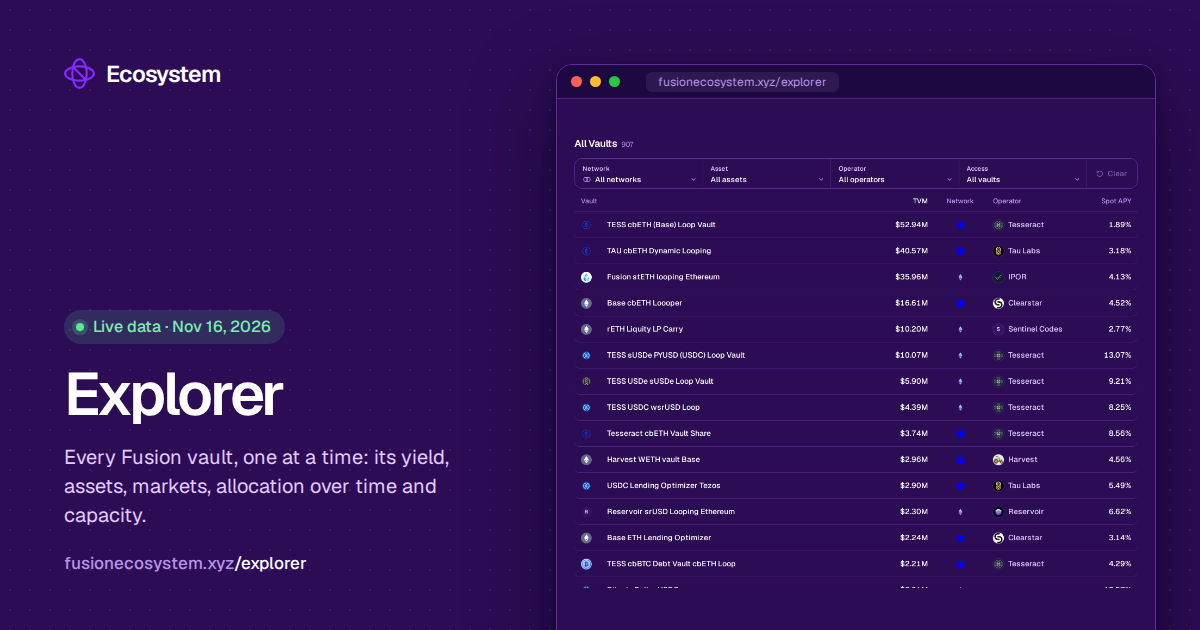 Ecosystem
Live data · Nov 16, 2026
Explorer
Every Fusion vault, one at a time: its yield,
assets, markets, allocation over time and
capacity.
fusionecosystem.xyz/explorer
fusionecosystem.xyz/explorer
All Vaults 907
Network Asset Operator Access
All networks All assets All operators All vaults Clear
Vault TVM Network Operator Spot APY
TESS cbETH (Base) Loop Vault $52.94M Tesseract 1.89%
TAU cbETH Dynamic Looping $40.57M Tau Labs 3.18%
Fusion stETH looping Ethereum $35.96M IPOR 4.13%
Base cbETH Loooper $16.61M Clearstar 4.52%
rETH Liquity LP Carry $10.20M Sentinel Codes 2.77%
TESS sUSDe PYUSD (USDC) Loop Vault $10.07M Tesseract 13.07%
TESS USDe sUSDe Loop Vault $5.90M Tesseract 9.21%
TESS USDC wsrUSD Loop $4.39M Tesseract 8.25%
Tesseract cbETH Vault Share $3.74M Tesseract 8.56%
Harvest WETH vault Base $2.96M Harvest 4.56%
USDC Lending Optimizer Tezos $2.90M Tau Labs 5.49%
Reservoir srUSD Looping Ethereum $2.30M Reservoir 6.62%
Base ETH Lending Optimizer $2.24M Clearstar 3.14%
TESS cbBTC Debt Vault cbETH Loop $2.21M Tesseract 4.29%